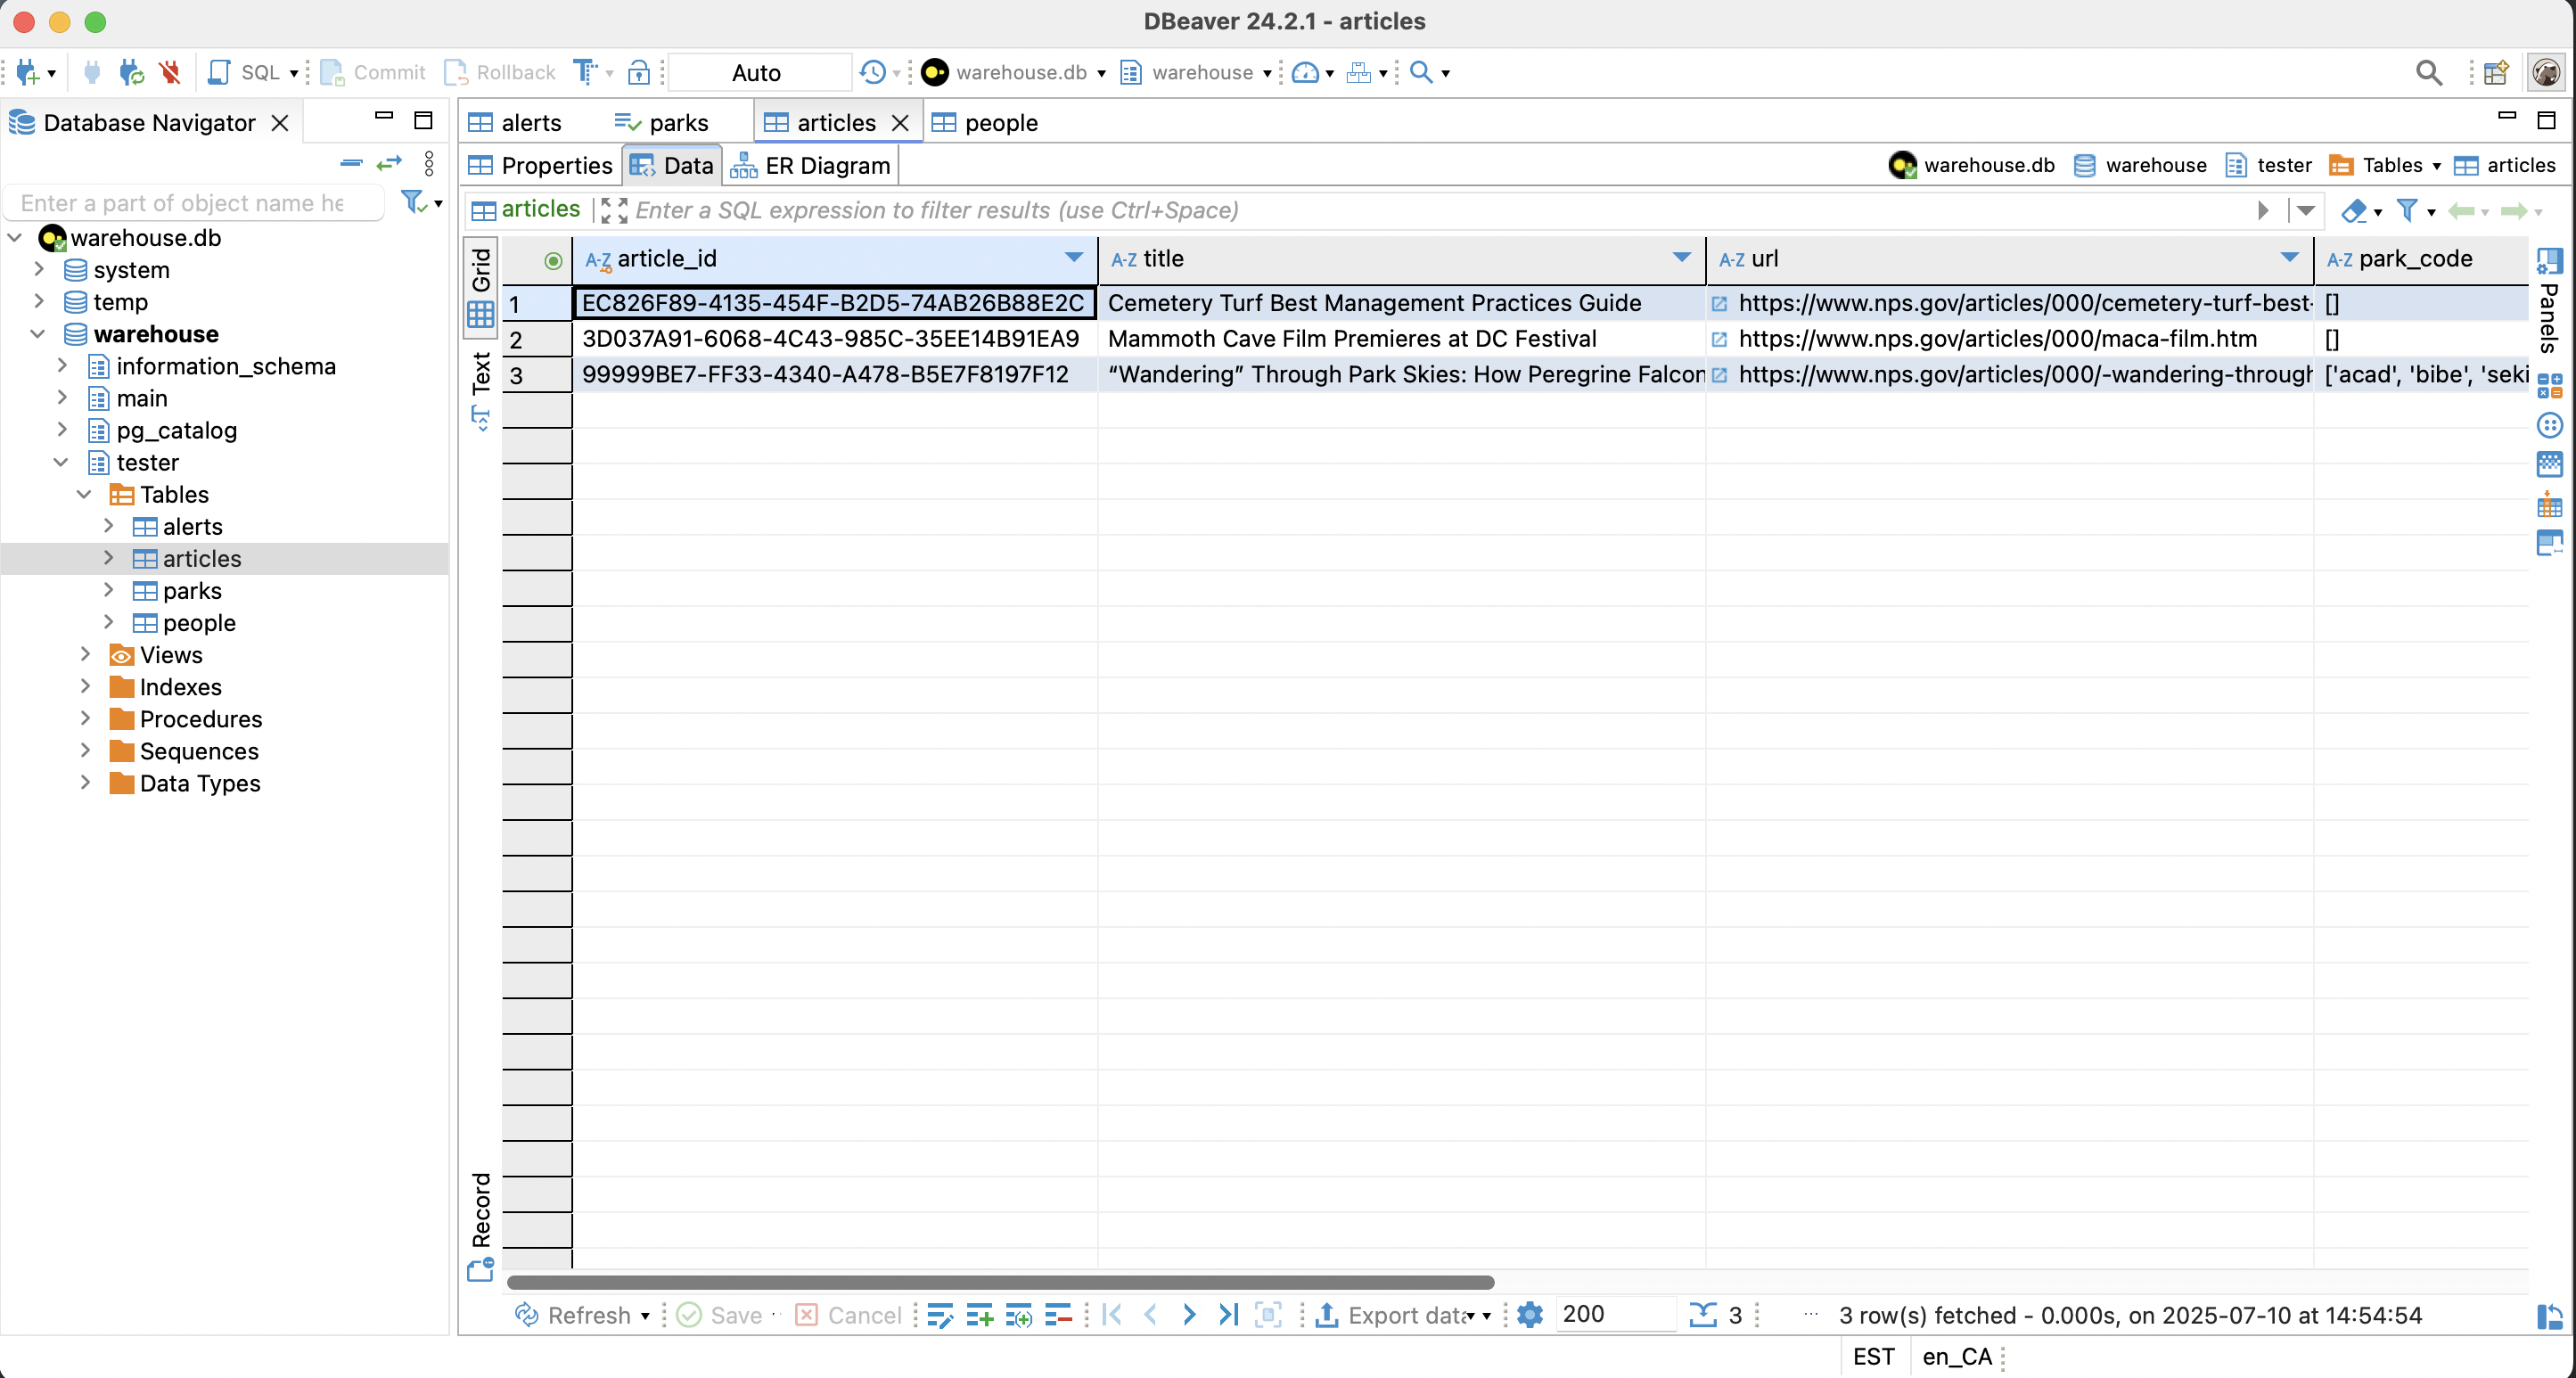 DBeaver 24.2.1 - articles
SQL Commit Rollback Auto warehouse.db warehouse
Database Navigator
alerts parks articles people
Properties Data ER Diagram warehouse.db warehouse tester Tables articles
Enter a part of object name he
articles Enter a SQL expression to filter results (use Ctrl+Space)
warehouse.db
system
temp
warehouse
information_schema
main
pg_catalog
tester
Tables
alerts
articles
parks
people
Views
Indexes
Procedures
Sequences
Data Types
Grid
Text
Record
A-Z article_id A-Z title A-Z url A-Z park_code
1 EC826F89-4135-454F-B2D5-74AB26B88E2C Cemetery Turf Best Management Practices Guide https://www.nps.gov/articles/000/cemetery-turf-best- []
2 3D037A91-6068-4C43-985C-35EE14B91EA9 Mammoth Cave Film Premieres at DC Festival https://www.nps.gov/articles/000/maca-film.htm []
3 99999BE7-FF33-4340-A478-B5E7F8197F12 “Wandering” Through Park Skies: How Peregrine Falcon https://www.nps.gov/articles/000/-wandering-through ['acad', 'bibe', 'seki
Panels
Refresh Save Cancel Export data 200 3 ... 3 row(s) fetched - 0.000s, on 2025-07-10 at 14:54:54
EST en_CA